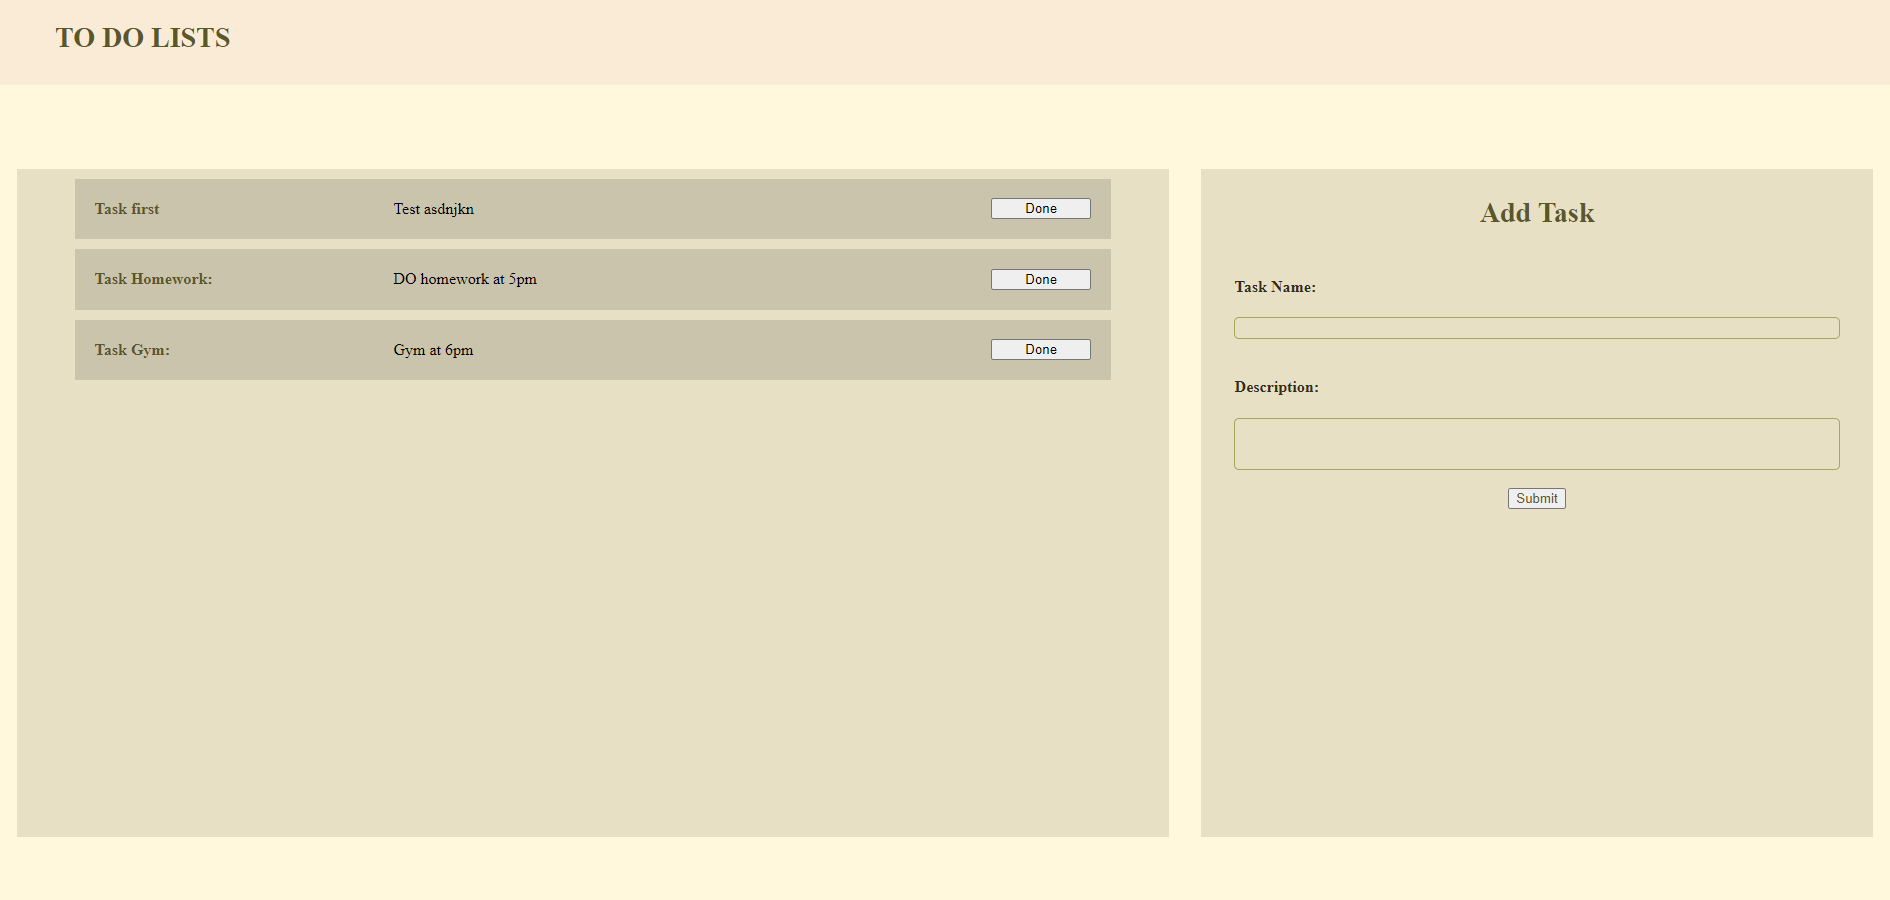 TO DO LISTS
Task first Test asdnjkn Done
Task Homework: DO homework at 5pm Done
Task Gym: Gym at 6pm Done
Add Task
Task Name:
Description:
Submit